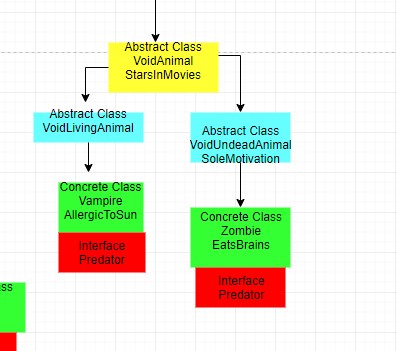 Abstract Class
VoidAnimal
StarsInMovies
Abstract Class
VoidLivingAnimal
Abstract Class
VoidUndeadAnimal
SoleMotivation
Concrete Class
Vampire
AllergicToSun
Interface
Predator
Concrete Class
Zombie
EatsBrains
Interface
Predator
ss